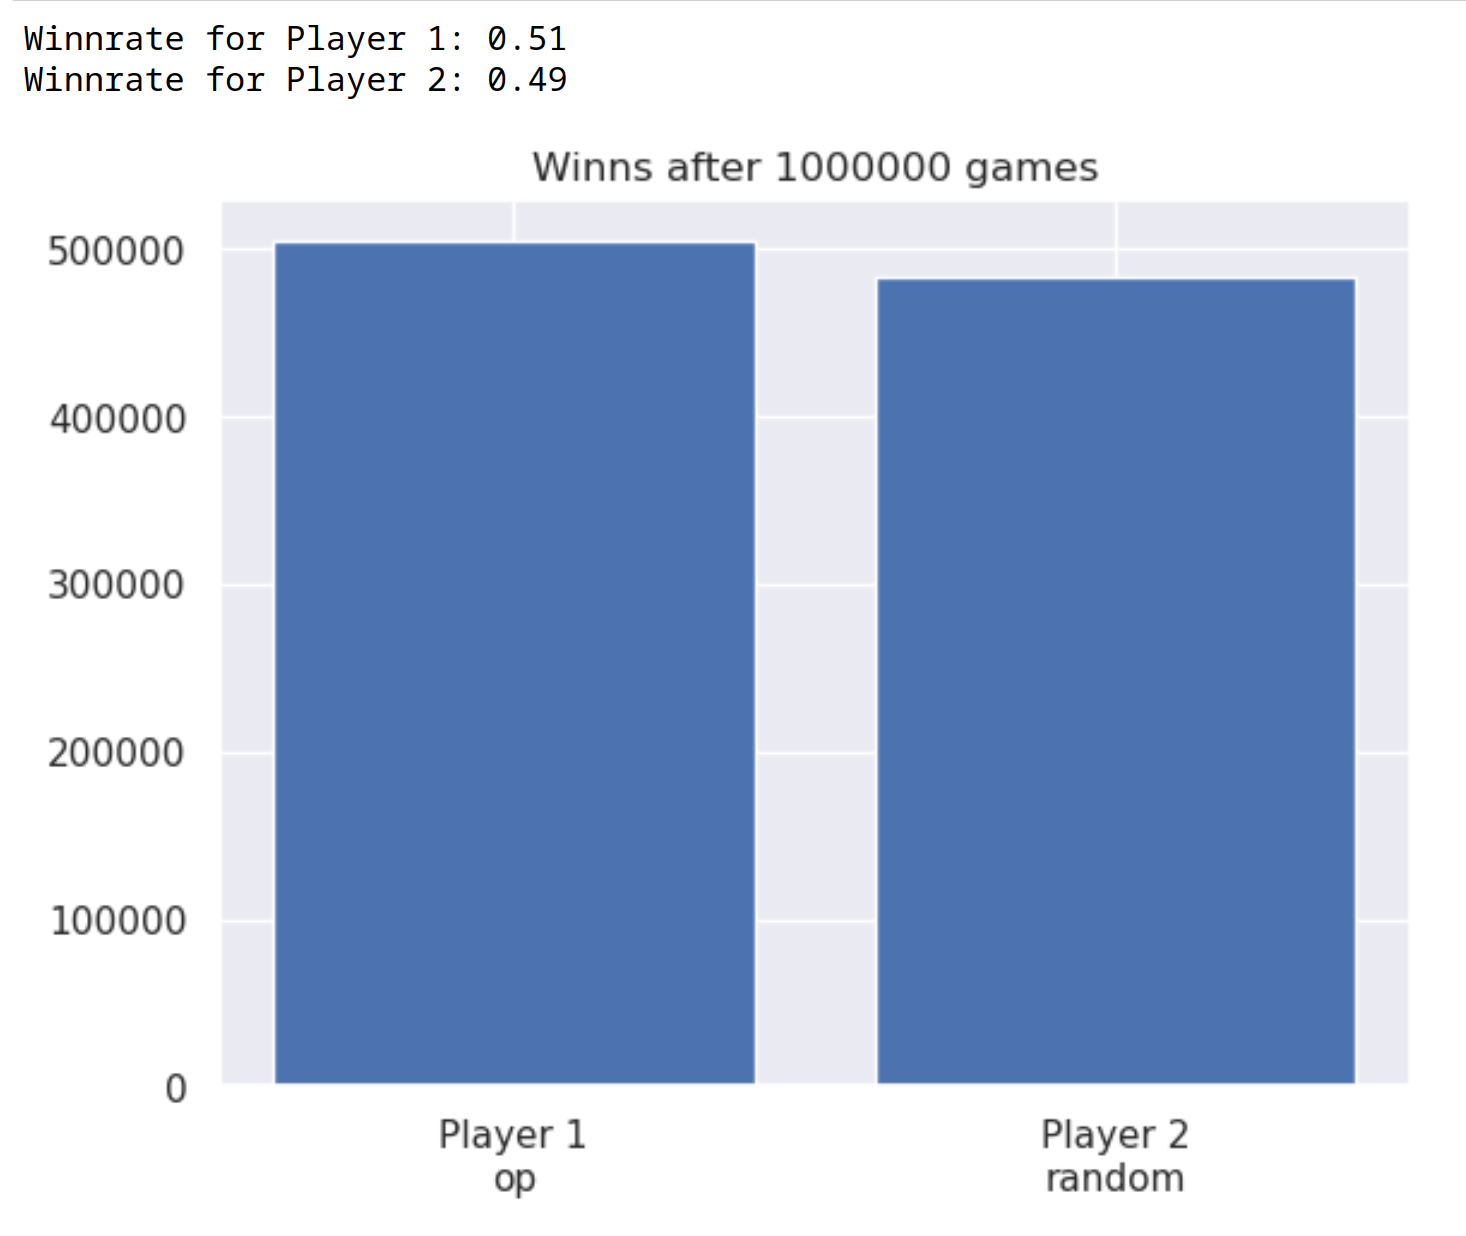 Winnrate for Player 1: 0.51
Winnrate for Player 2: 0.49
Winns after 1000000 games
500000
400000
300000
200000
100000
0
Player 1
op
Player 2
random